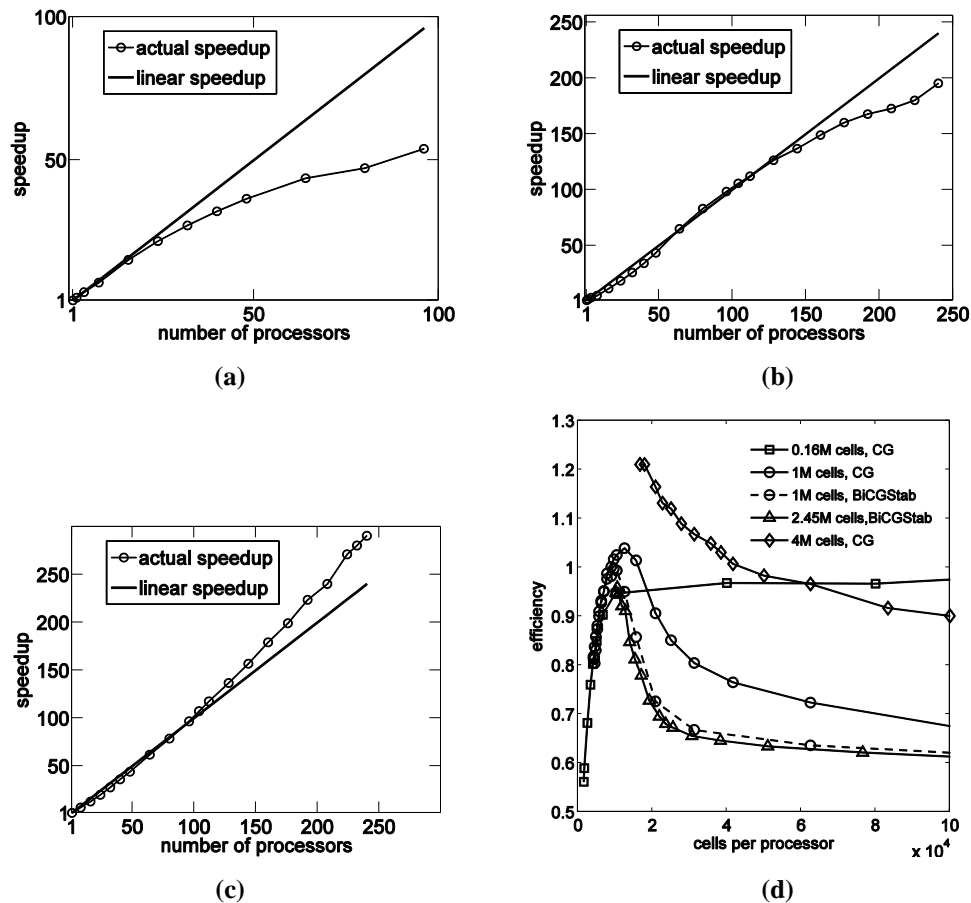 100
50
1
actual speedup
linear speedup
speedup
1
50
100
number of processors
(a)
250
200
150
100
50
1
actual speedup
linear speedup
speedup
1
50
100
150
200
250
number of processors
(b)
250
200
150
100
50
1
actual speedup
linear speedup
speedup
1
50
100
150
200
250
number of processors
(c)
1.3
1.2
1.1
1
0.9
0.8
0.7
0.6
0.5
0.16M cells, CG
1M cells, CG
1M cells, BiCGStab
2.45M cells,BiCGStab
4M cells, CG
efficiency
0
2
4
6
8
10
cells per processor
x 10^4
(d)